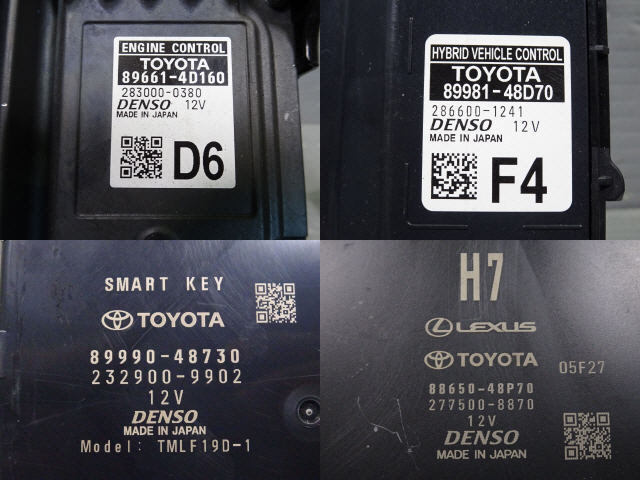 ENGINE CONTROL
TOYOTA
89661-4D160
283000-0380
DENSO 12V
MADE IN JAPAN
D6
HYBRID VEHICLE CONTROL
TOYOTA
89981-48D70
286600-1241
DENSO 12V
MADE IN JAPAN
F4
SMART KEY
TOYOTA
89990-48730
232900-9902
12V
DENSO
MADE IN JAPAN
Model: TMLF19D-1
H7
LEXUS
TOYOTA 05F27
88650-48P70
277500-8870
12V
DENSO
MADE IN JAPAN